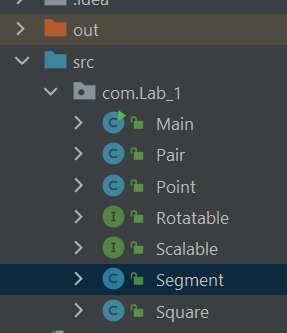 .idea
out
src
com.Lab_1
C Main
C Pair
C Point
I Rotatable
I Scalable
C Segment
C Square